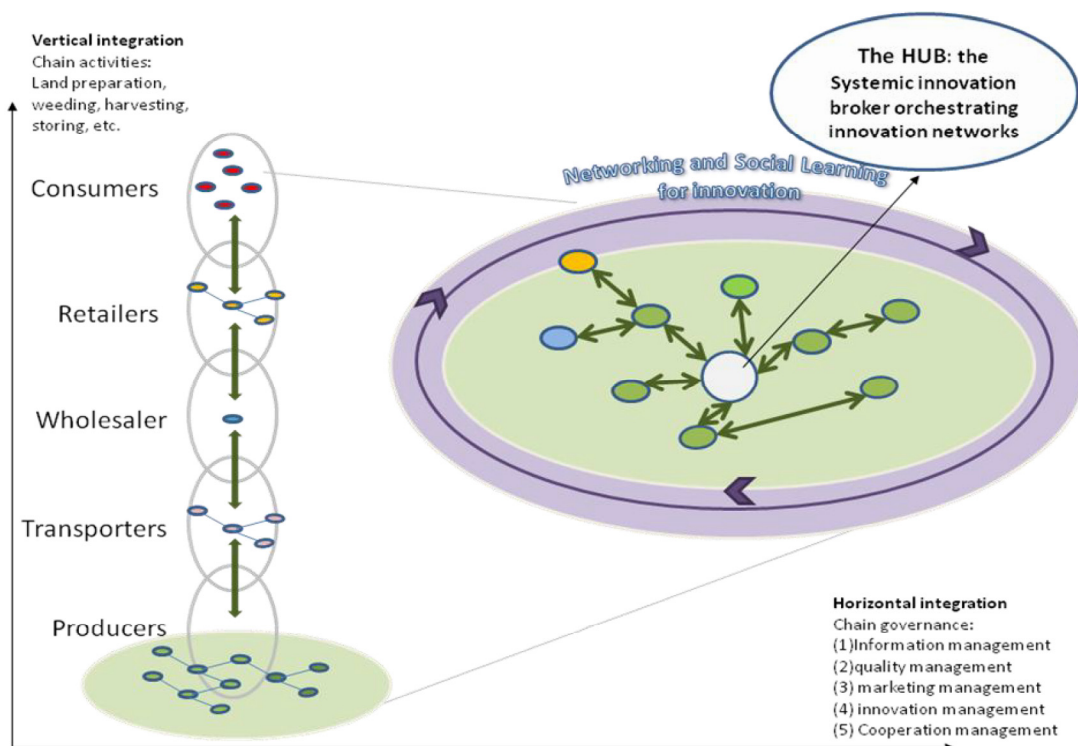 Vertical integration
Chain activities:
Land preparation,
weeding, harvesting,
storing, etc.
The HUB: the
Systemic innovation
broker orchestrating
innovation networks
Networking and Social Learning
for innovation
Consumers
Retailers
Wholesaler
Transporters
Producers
Horizontal integration
Chain governance:
(1)Information management
(2)quality management
(3) marketing management
(4) innovation management
(5) Cooperation management